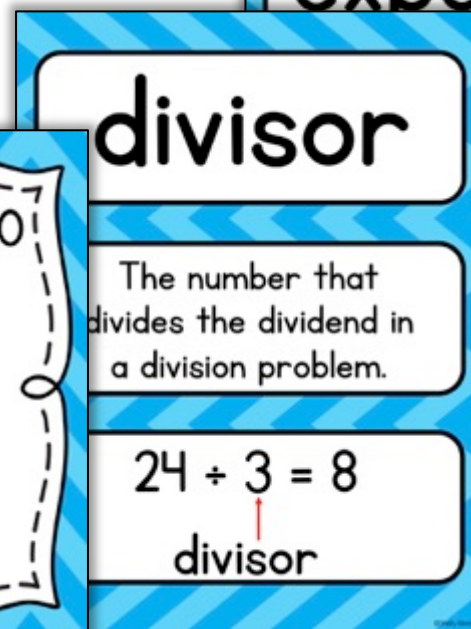 divisor
The number that
divides the dividend in
a division problem.
24 ÷ 3 = 8
divisor